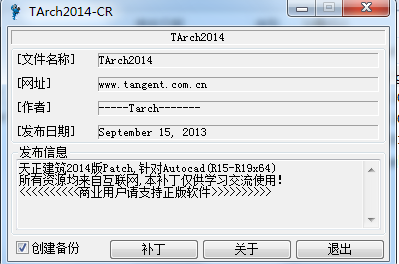 TArch2014-CR
TArch2014
[文件名称] TArch2014
[网址] www.tangent.com.cn
[作者] -----Tarch-------
[发布日期] September 15, 2013
发布信息
天正建筑2014版Patch,针对Autocad(R15-R19x64)
所有资源均来自互联网,本补丁仅供学习交流使用!
<<<<<<<<<<商业用户请支持正版软件>>>>>>>>>>
创建备份 补丁 关于 退出